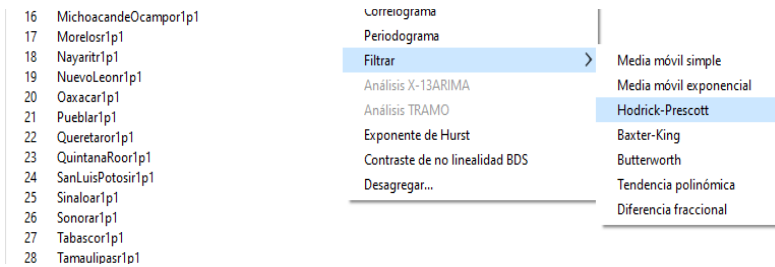 16 MichoacandeOcampor1p1
17 Morelosr1p1
18 Nayaritr1p1
19 NuevoLeonr1p1
20 Oaxacar1p1
21 Pueblar1p1
22 Queretaror1p1
23 QuintanaRoor1p1
24 SanLuisPotosir1p1
25 Sinaloar1p1
26 Sonorar1p1
27 Tabascor1p1
28 Tamaulipasr1p1
Correlograma
Periodograma
Filtrar
Análisis X-13ARIMA
Análisis TRAMO
Exponente de Hurst
Contraste de no linealidad BDS
Desagregar...
Media móvil simple
Media móvil exponencial
Hodrick-Prescott
Baxter-King
Butterworth
Tendencia polinómica
Diferencia fraccional